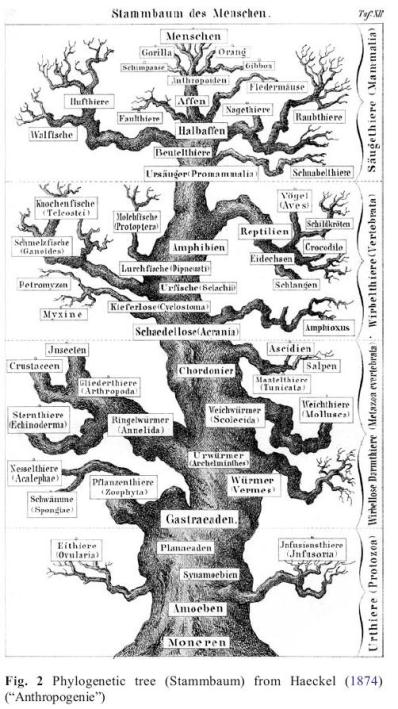 Stammbaum des Menschen.
Taf. XII
Menschen
Gorilla
Orang
Schimpanse
Gibbon
Anthropoiden
Fledermäuse
Hufthiere
Affen
Nagethiere
Faulthiere
Raubthiere
Walfische
Halbaffen
Beutelthiere
Ursäuger (Promammalia)
Schnabelthiere
Säugethiere (Mammalia)
Knochenfische
(Teleostei)
Molchfische
(Protoptera)
Vögel
(Aves)
Schildkröten
Reptilien
Schmelzfische
(Ganoides)
Amphibien
Crocodile
Eidechsen
Lurchfische (Dipneusti)
Petromyzon
Urfische (Selachii)
Schlangen
Kieferlose (Cyclostoma)
Myxine
Schaedellose (Acrania)
Amphioxus
Wirbelthiere (Vertebrata)
Jnsecten
Ascidien
Crustaceen
Chordonier
Salpen
Gliederthiere
(Arthropoda)
Mantelthiere
(Tunicata)
Sternthiere
(Echinoderma)
Ringelwürmer
(Annelida)
Weichwürmer
(Scolecida)
Weichthiere
(Mollusca)
Urwürmer
(Archelminthes)
Nesselthiere
(Acalephae)
Pflanzenthiere
(Zoophyta)
Würmer
Vermes)
Schwämme
(Spongiae)
Gastraeaden.
Wirbellose Darmthiere (Metazoa evertebrata)
Eithiere
(Ovularia)
Planaeaden
Jnfusionsthiere
(Jnfusoria)
Synamoebien
Amoeben
Moneren
Urthiere (Protozoa)
Fig. 2 Phylogenetic tree (Stammbaum) from Haeckel (1874)
(“Anthropogenie”)